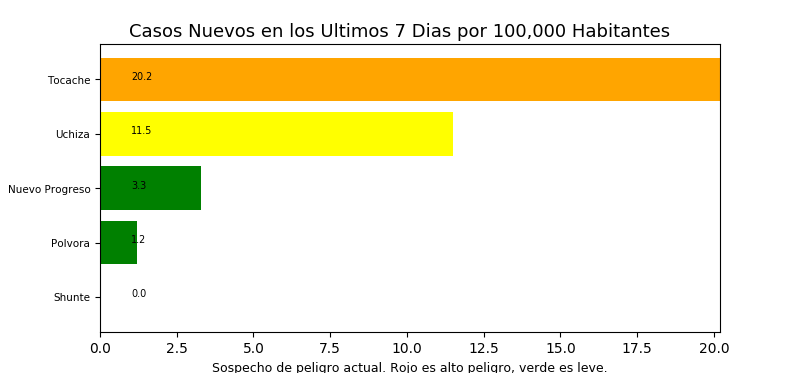 Casos Nuevos en los Ultimos 7 Dias por 100,000 Habitantes
Tocache 20.2
Uchiza 11.5
Nuevo Progreso 3.3
Polvora 1.2
Shunte 0.0
0.0 2.5 5.0 7.5 10.0 12.5 15.0 17.5 20.0
Sospecho de peligro actual. Rojo es alto peligro, verde es leve.